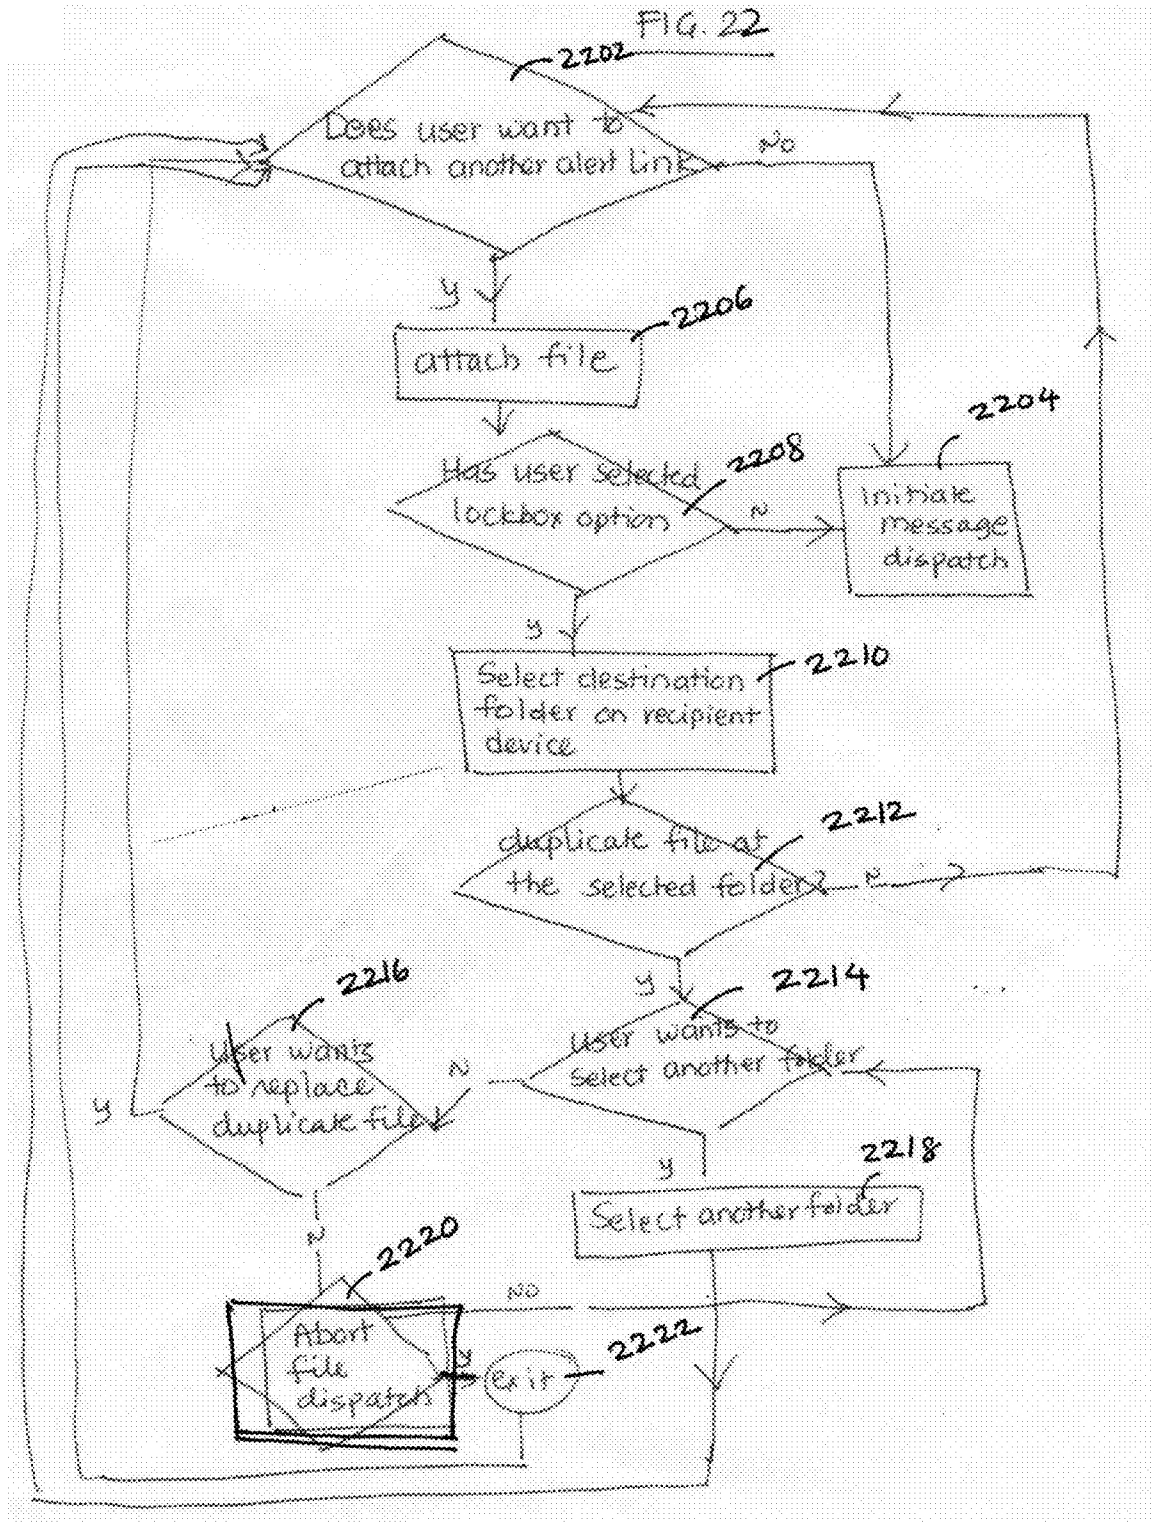 FIG. 22
2202
Does user want to
attach another alert link
No
Y
2206
attach file
2204
Has user selected
lockbox option
2208
N
initiate
message
dispatch
Y
Select destination
folder on recipient
device
2210
duplicate file at
the selected folder?
2212
N
Y
2214
User wants to
select another folder
2216
User wants
to replace
duplicate file
N
Y
Y
2218
Select another folder
N
2220
NO
Abort
file
dispatch
Y
exit
2222